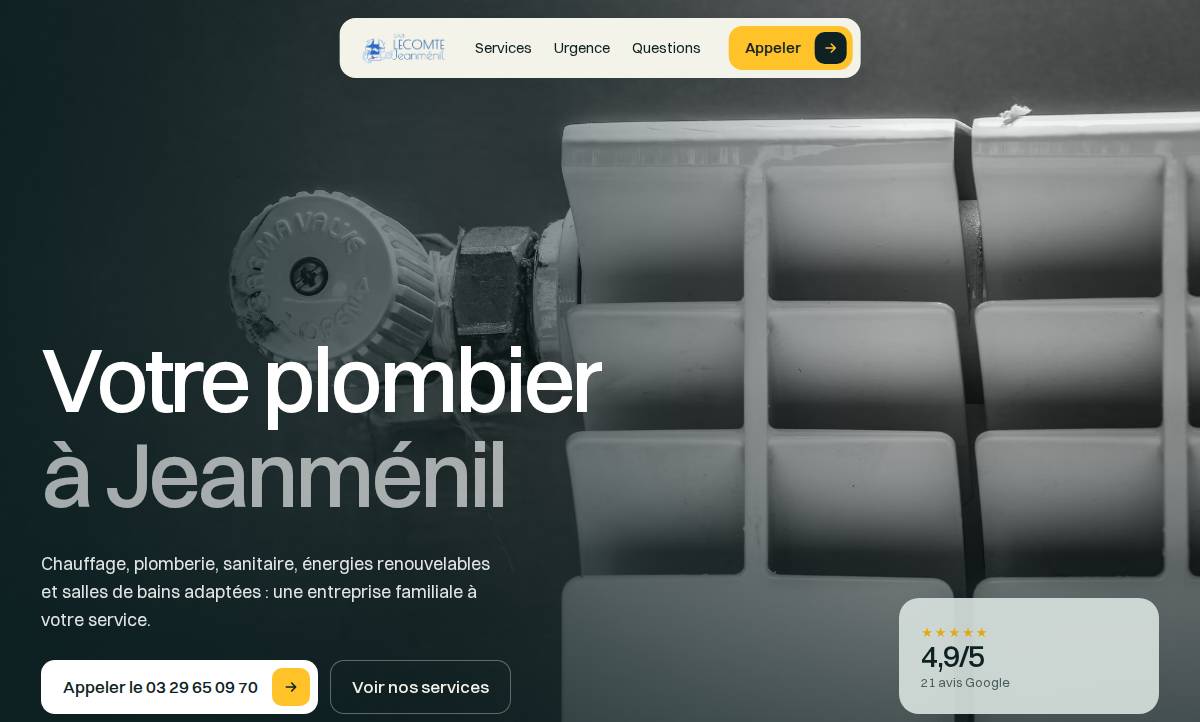 LECOMTE
Jeanménil
Services
Urgence
Questions
Appeler
Votre plombier
à Jeanménil
Chauffage, plomberie, sanitaire, énergies renouvelables
et salles de bains adaptées : une entreprise familiale à
votre service.
Appeler le 03 29 65 09 70
Voir nos services
4,9/5
21 avis Google